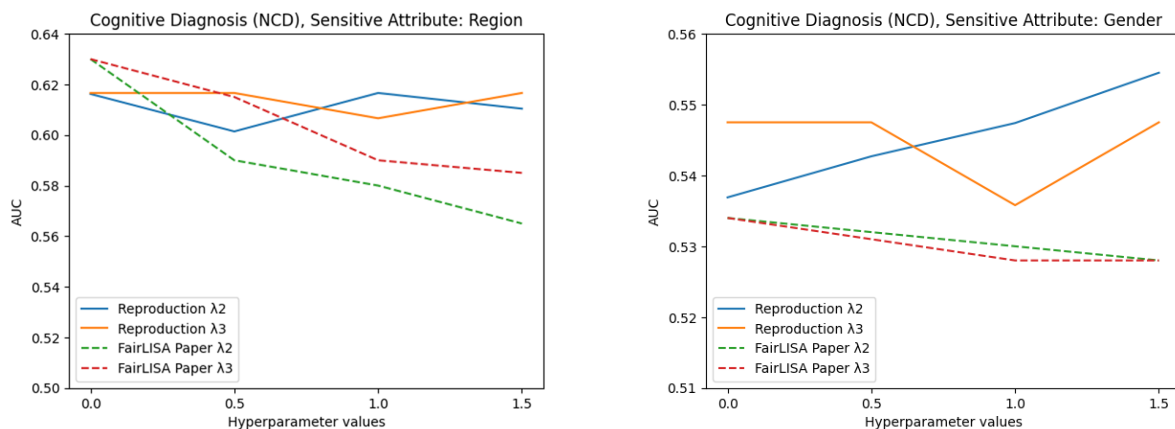 Cognitive Diagnosis (NCD), Sensitive Attribute: Region
0.64
0.62
0.60
0.58
0.56
0.54
0.52
0.50
AUC
Reproduction λ2
Reproduction λ3
FairLISA Paper λ2
FairLISA Paper λ3
0.0 0.5 1.0 1.5
Hyperparameter values
Cognitive Diagnosis (NCD), Sensitive Attribute: Gender
0.56
0.55
0.54
0.53
0.52
0.51
AUC
Reproduction λ2
Reproduction λ3
FairLISA Paper λ2
FairLISA Paper λ3
0.0 0.5 1.0 1.5
Hyperparameter values